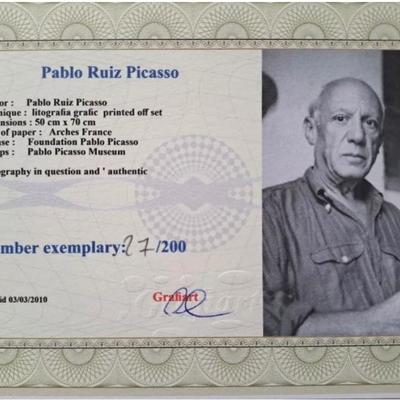 Pablo Ruiz Picasso
or : Pablo Ruiz Picasso
nique : litografia grafic printed off set
ensions : 50 cm x 70 cm
of paper : Arches France
use : Foundation Pablo Picasso
ps : Pablo Picasso Museum
ography in question and ' authentic
mber exemplary: 27/200
id 03/03/2010
Grafiart